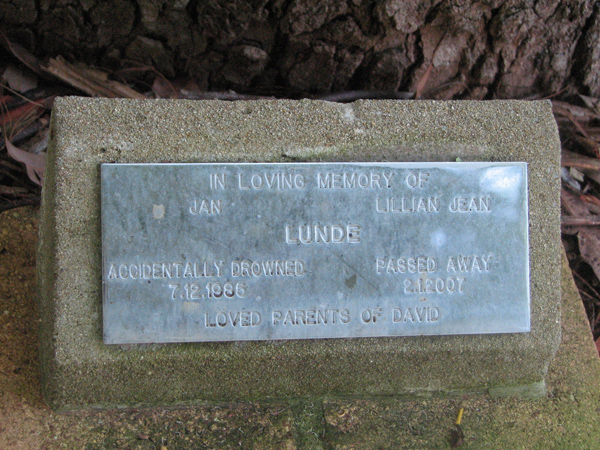 IN LOVING MEMORY OF
JAN LILLIAN JEAN
LUNDE
ACCIDENTALLY DROWNED PASSED AWAY
7.12.1985 2.1.2007
LOVED PARENTS OF DAVID